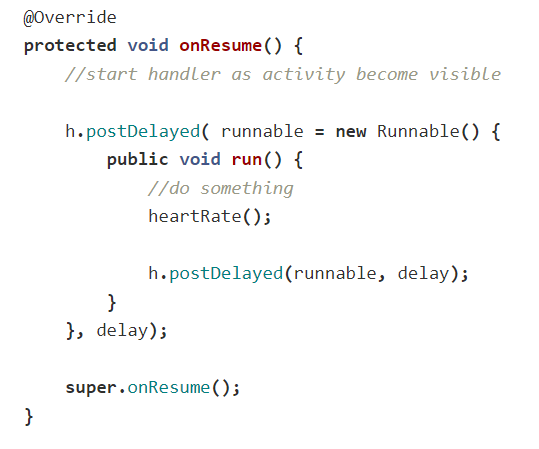 @Override
protected void onResume() {
    //start handler as activity become visible

    h.postDelayed( runnable = new Runnable() {
        public void run() {
            //do something
            heartRate();

            h.postDelayed(runnable, delay);
        }
    }, delay);

    super.onResume();
}